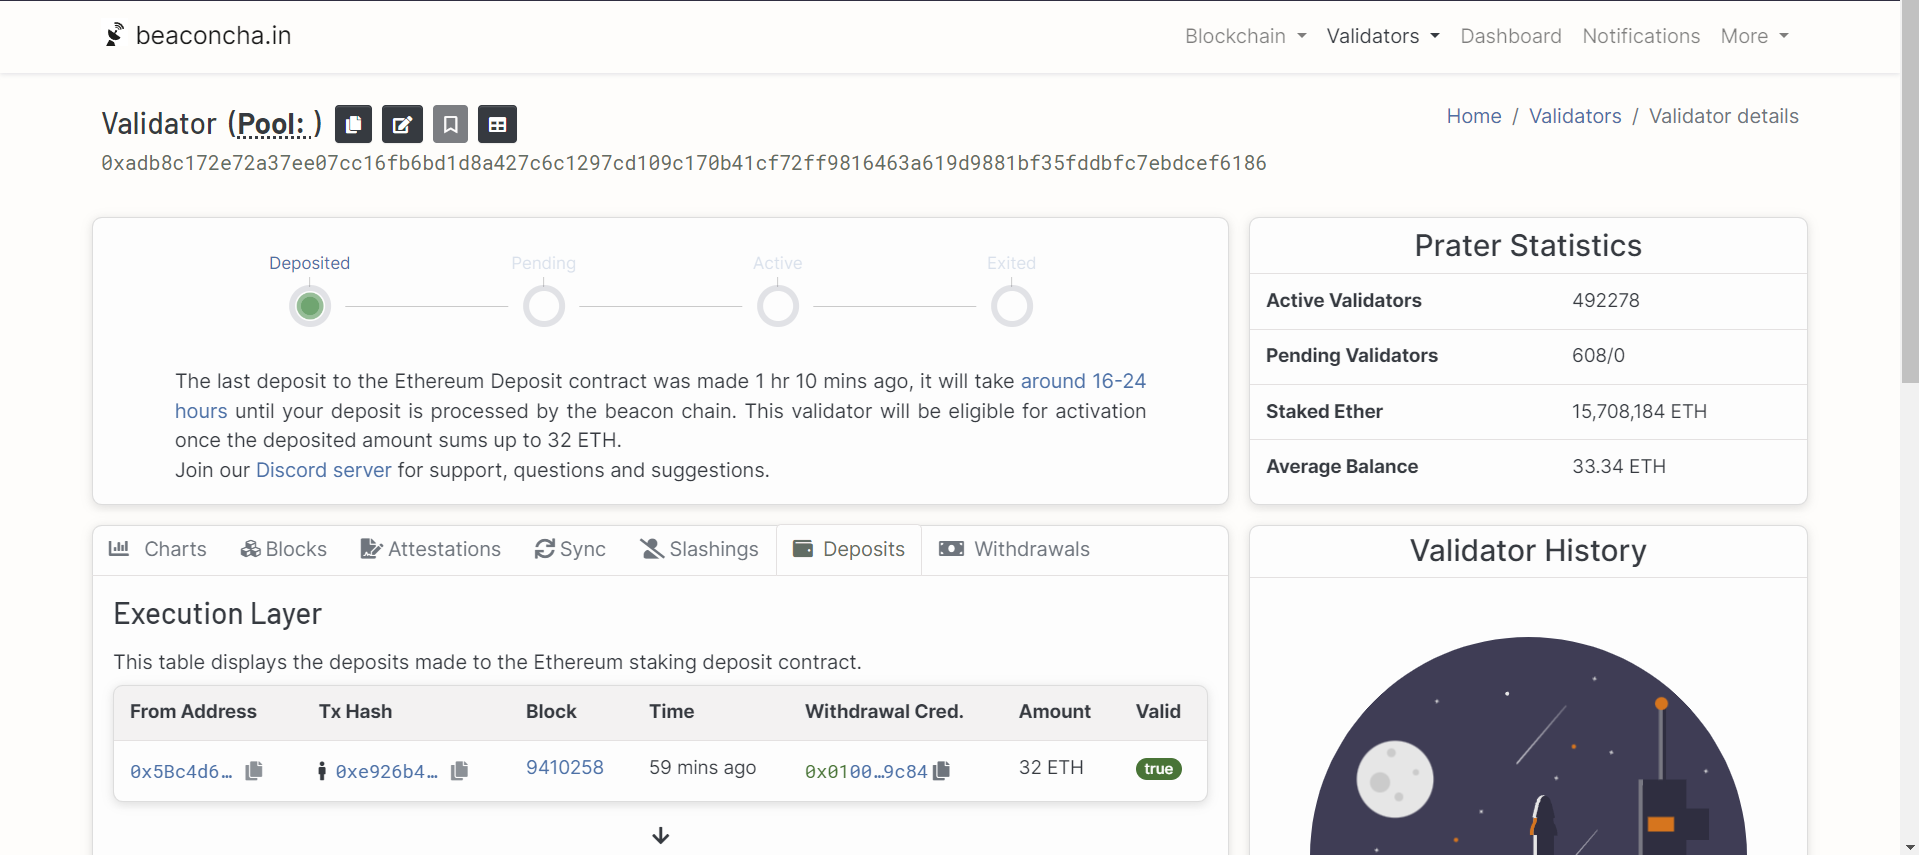 beaconcha.in
Blockchain Validators Dashboard Notifications More
Validator (Pool: )
Home / Validators / Validator details
0xadb8c172e72a37ee07cc16fb6bd1d8a427c6c1297cd109c170b41cf72ff9816463a619d9881bf35fddbfc7ebdcef6186
Deposited Pending Active Exited
The last deposit to the Ethereum Deposit contract was made 1 hr 10 mins ago, it will take around 16-24
hours until your deposit is processed by the beacon chain. This validator will be eligible for activation
once the deposited amount sums up to 32 ETH.
Join our Discord server for support, questions and suggestions.
Prater Statistics
Active Validators 492278
Pending Validators 608/0
Staked Ether 15,708,184 ETH
Average Balance 33.34 ETH
Charts Blocks Attestations Sync Slashings Deposits Withdrawals
Execution Layer
This table displays the deposits made to the Ethereum staking deposit contract.
From Address Tx Hash Block Time Withdrawal Cred. Amount Valid
0x5Bc4d6… 0xe926b4… 9410258 59 mins ago 0x0100…9c84 32 ETH true
Validator History